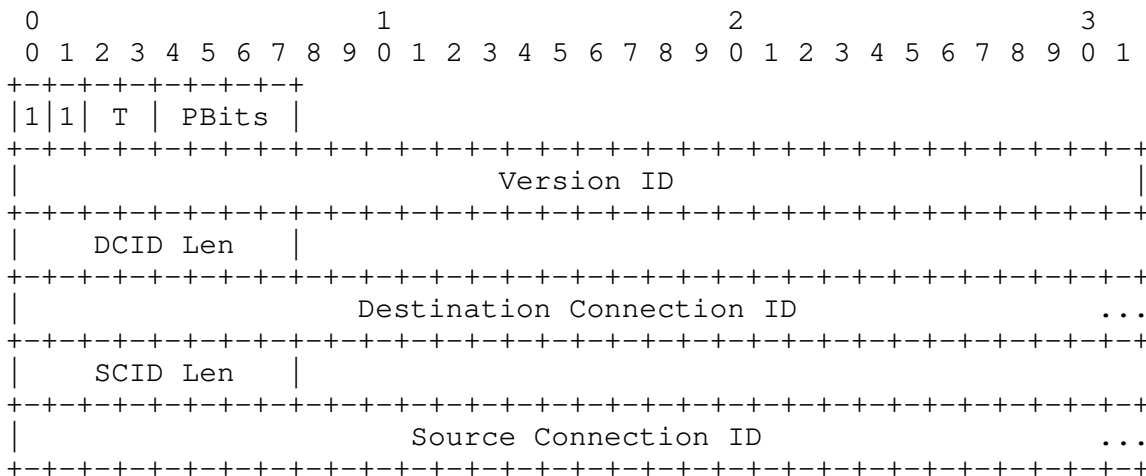 0                   1                   2                   3
 0 1 2 3 4 5 6 7 8 9 0 1 2 3 4 5 6 7 8 9 0 1 2 3 4 5 6 7 8 9 0 1
+-+-+-+-+-+-+-+-+
|1|1| T | PBits |
+-+-+-+-+-+-+-+-+-+-+-+-+-+-+-+-+-+-+-+-+-+-+-+-+-+-+-+-+-+-+-+-+
|                          Version ID                         |
+-+-+-+-+-+-+-+-+-+-+-+-+-+-+-+-+-+-+-+-+-+-+-+-+-+-+-+-+-+-+-+-+
|    DCID Len   |
+-+-+-+-+-+-+-+-+-+-+-+-+-+-+-+-+-+-+-+-+-+-+-+-+-+-+-+-+-+-+-+-+
|                  Destination Connection ID                 ...
+-+-+-+-+-+-+-+-+-+-+-+-+-+-+-+-+-+-+-+-+-+-+-+-+-+-+-+-+-+-+-+-+
|    SCID Len   |
+-+-+-+-+-+-+-+-+-+-+-+-+-+-+-+-+-+-+-+-+-+-+-+-+-+-+-+-+-+-+-+-+
|                     Source Connection ID                   ...
+-+-+-+-+-+-+-+-+-+-+-+-+-+-+-+-+-+-+-+-+-+-+-+-+-+-+-+-+-+-+-+-+